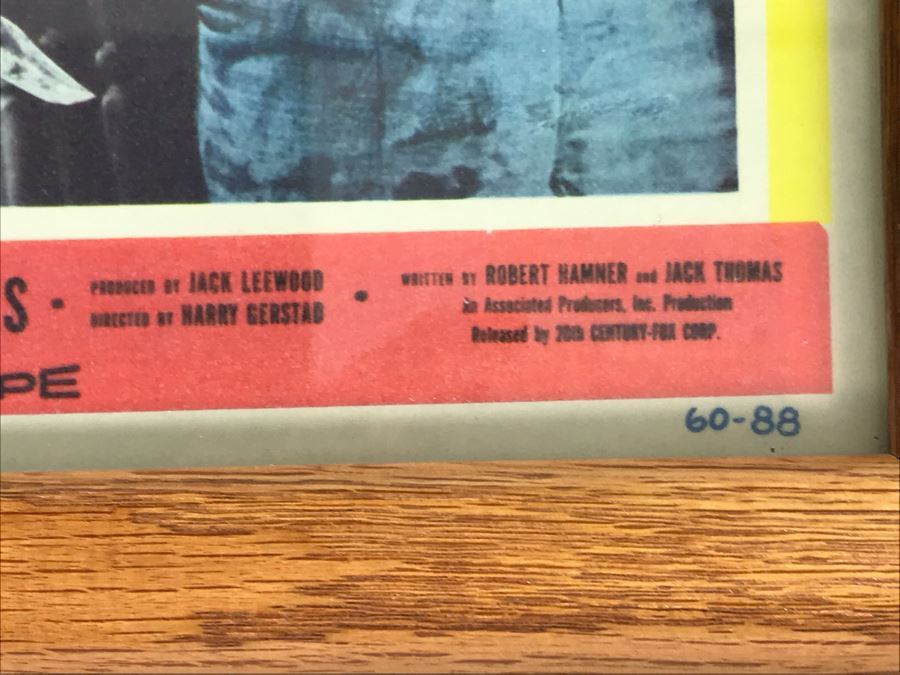 S • PRODUCED BY JACK LEEWOOD • WRITTEN BY ROBERT HAMNER and JACK THOMAS
DIRECTED BY HARRY GERSTAD
an Associated Producers, Inc. Production
Released by 20th CENTURY-FOX CORP.
PE
60-88